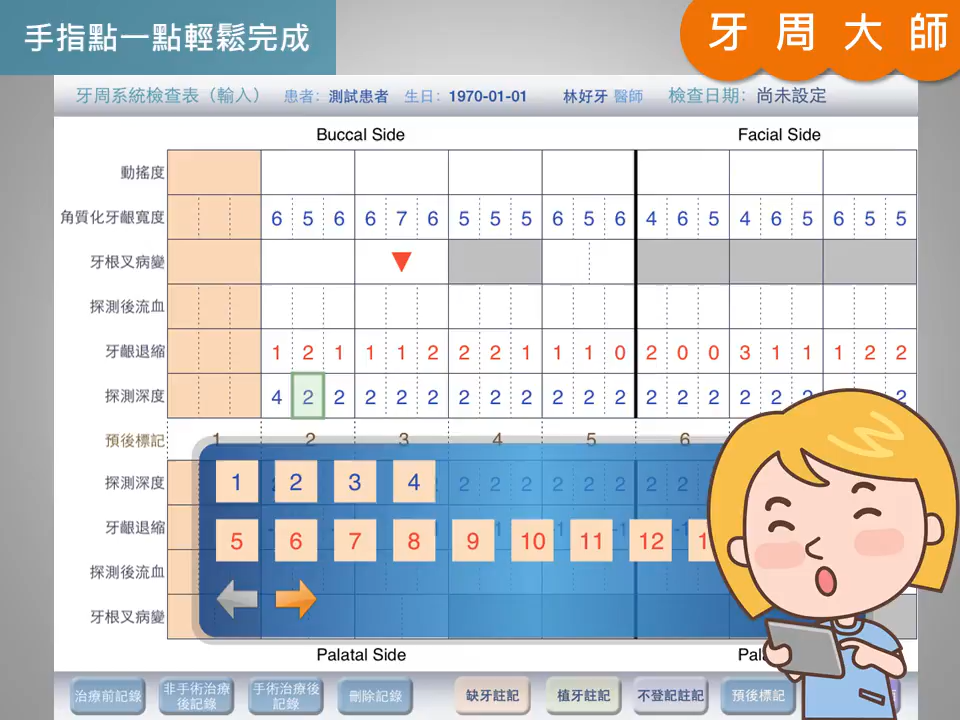 手指點一點輕鬆完成
牙周大師
牙周系統檢查表（輸入） 患者: 測試患者 生日: 1970-01-01 林好牙 醫師 檢查日期: 尚未設定
Buccal Side Facial Side
動搖度
角質化牙齦寬度 6 5 6 6 7 6 5 5 5 6 5 6 4 6 5 4 6 5 6 5 5
牙根叉病變
探測後流血
牙齦退縮 1 2 1 1 1 2 2 2 1 1 1 0 2 0 0 3 1 1 1 2 2
探測深度 4 2 2 2 2 2 2 2 2 2 2 2 2 2 2 2 2 2 2
預後標記 1 2 3 4 5 6
探測深度 1 2 3 4 2 2 2 2 2 2 2 2
牙齦退縮 5 6 7 8 9 10 11 12
探測後流血
牙根叉病變
Palatal Side
治療前記錄 非手術治療後記錄 手術治療後記錄 刪除記錄 缺牙註記 植牙註記 不登記註記 預後標記